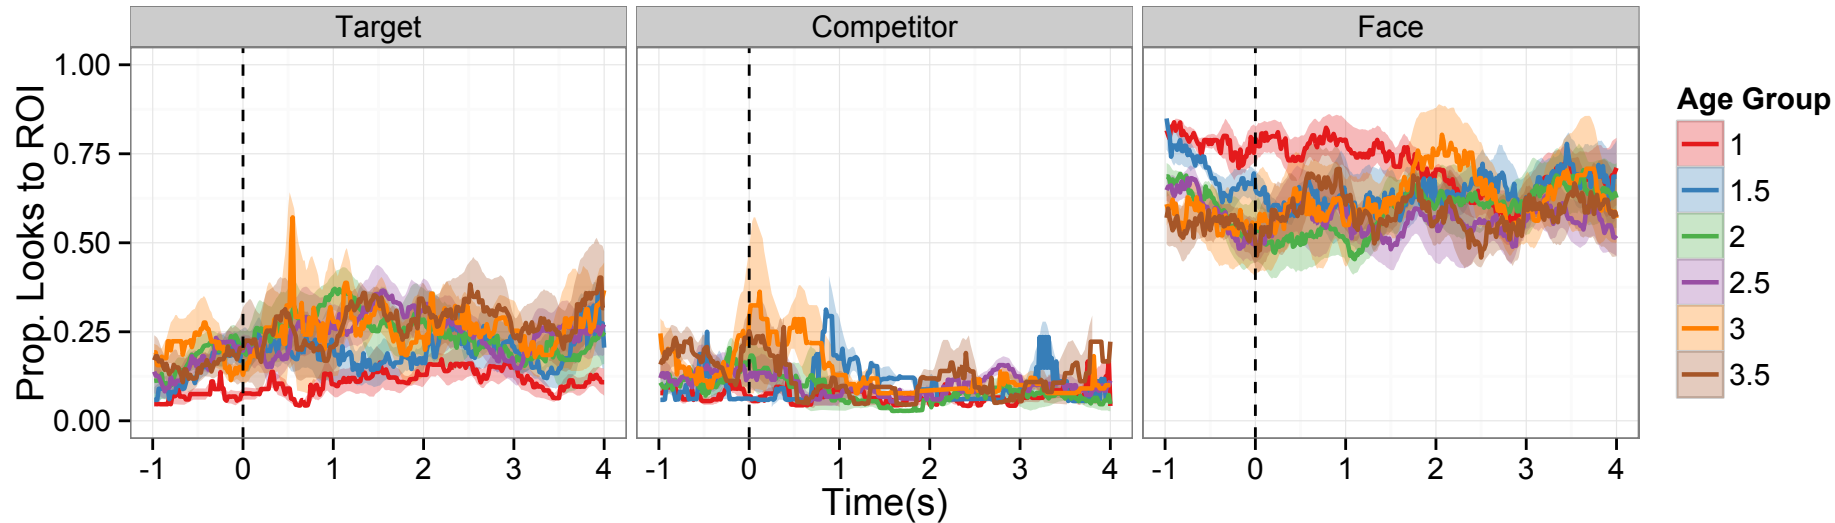 Target Competitor Face
Prop. Looks to ROI
1.00
0.75
0.50
0.25
0.00
-1 0 1 2 3 4 -1 0 1 2 3 4 -1 0 1 2 3 4
Time(s)
Age Group
1
1.5
2
2.5
3
3.5